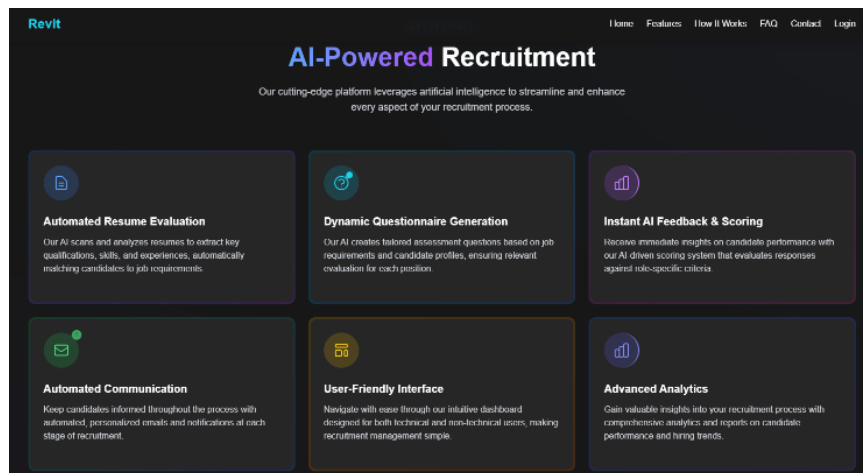 RevIt
Home Features How It Works FAQ Contact Login
AI-Powered Recruitment
Our cutting-edge platform leverages artificial intelligence to streamline and enhance
every aspect of your recruitment process.
Automated Resume Evaluation
Our AI scans and analyzes resumes to extract key
qualifications, skills, and experiences, automatically
matching candidates to job requirements.
Dynamic Questionnaire Generation
Our AI creates tailored assessment questions based on job
requirements and candidate profiles, ensuring relevant
evaluation for each position.
Instant AI Feedback & Scoring
Receive immediate insights on candidate performance with
our AI driven scoring system that evaluates responses
against role-specific criteria.
Automated Communication
Keep candidates informed throughout the process with
automated, personalized emails and notifications at each
stage of recruitment.
User-Friendly Interface
Navigate with ease through our intuitive dashboard
designed for both technical and non-technical users, making
recruitment management simple.
Advanced Analytics
Gain valuable insights into your recruitment process with
comprehensive analytics and reports on candidate
performance and hiring trends.